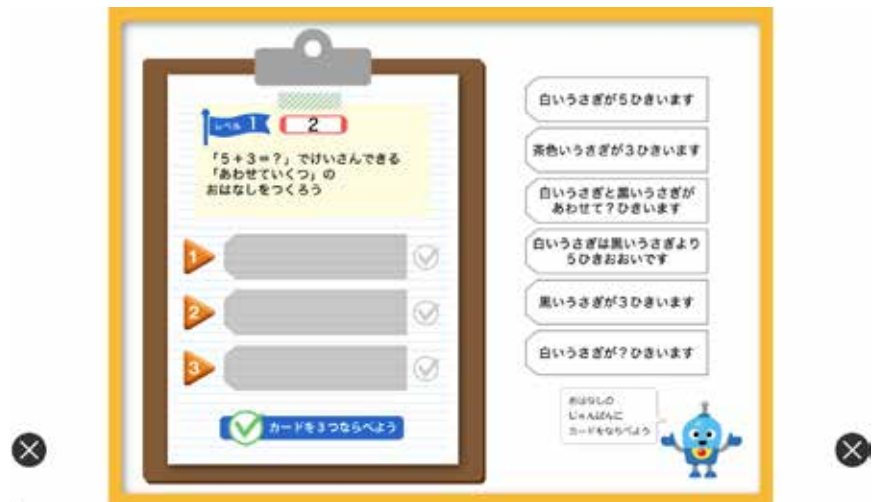 レベル 1 2
「5+3=?」でけいさんできる
「あわせていくつ」の
おはなしをつくろう
1
2
3
カードを3つならべよう
白いうさぎが5ひきいます
茶色いうさぎが3ひきいます
白いうさぎと黒いうさぎが
あわせて?ひきいます
白いうさぎは黒いうさぎより
5ひきおおいです
黒いうさぎが3ひきいます
白いうさぎが?ひきいます
おはなしの
じゅんばんに
カードをならべよう